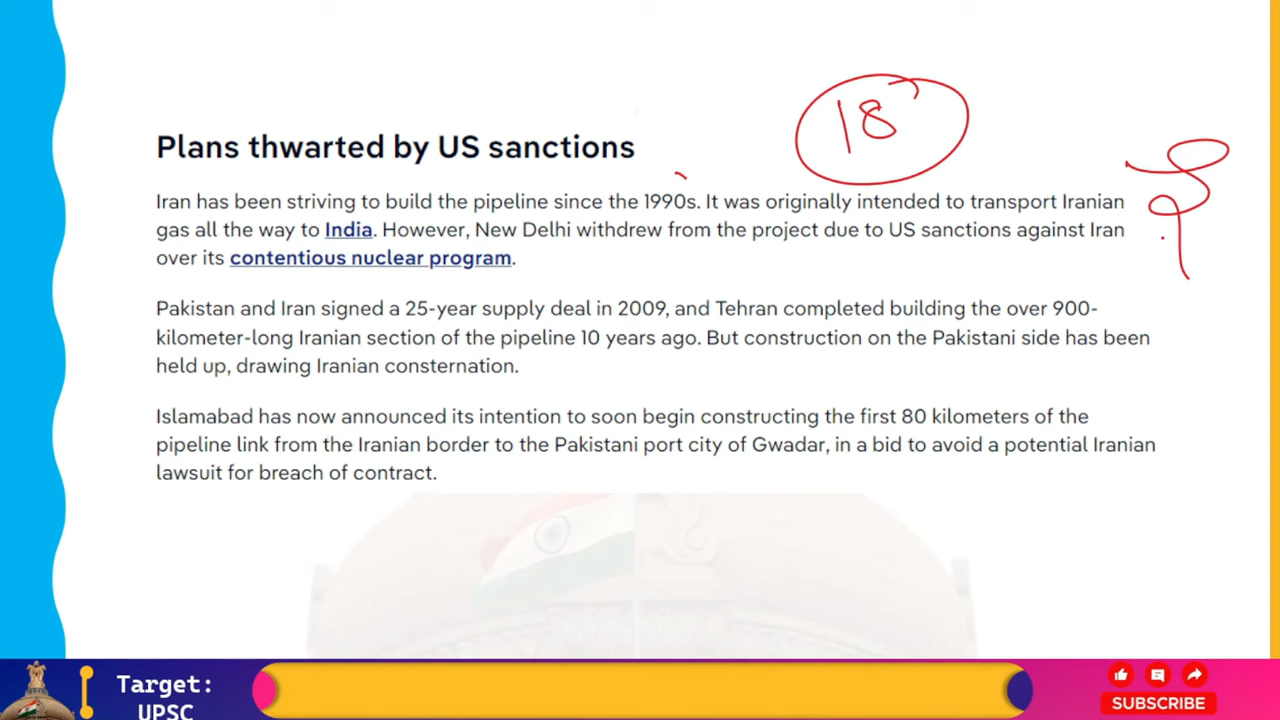 18
Plans thwarted by US sanctions
Iran has been striving to build the pipeline since the 1990s. It was originally intended to transport Iranian
gas all the way to India. However, New Delhi withdrew from the project due to US sanctions against Iran
over its contentious nuclear program.
Pakistan and Iran signed a 25-year supply deal in 2009, and Tehran completed building the over 900-
kilometer-long Iranian section of the pipeline 10 years ago. But construction on the Pakistani side has been
held up, drawing Iranian consternation.
Islamabad has now announced its intention to soon begin constructing the first 80 kilometers of the
pipeline link from the Iranian border to the Pakistani port city of Gwadar, in a bid to avoid a potential Iranian
lawsuit for breach of contract.
Target:
UPSC
SUBSCRIBE